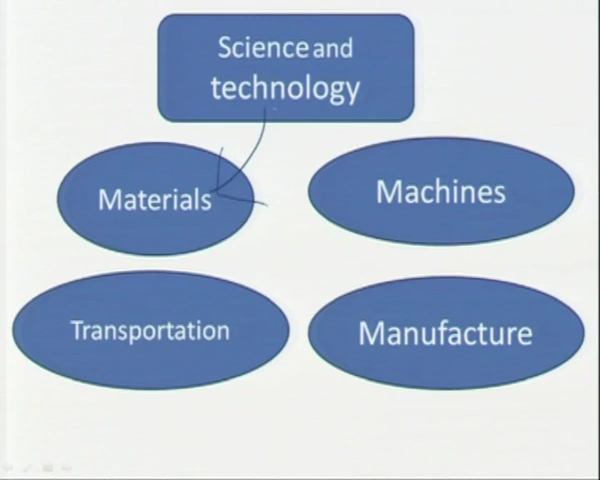 Science and
technology
Materials
Machines
Transportation
Manufacture